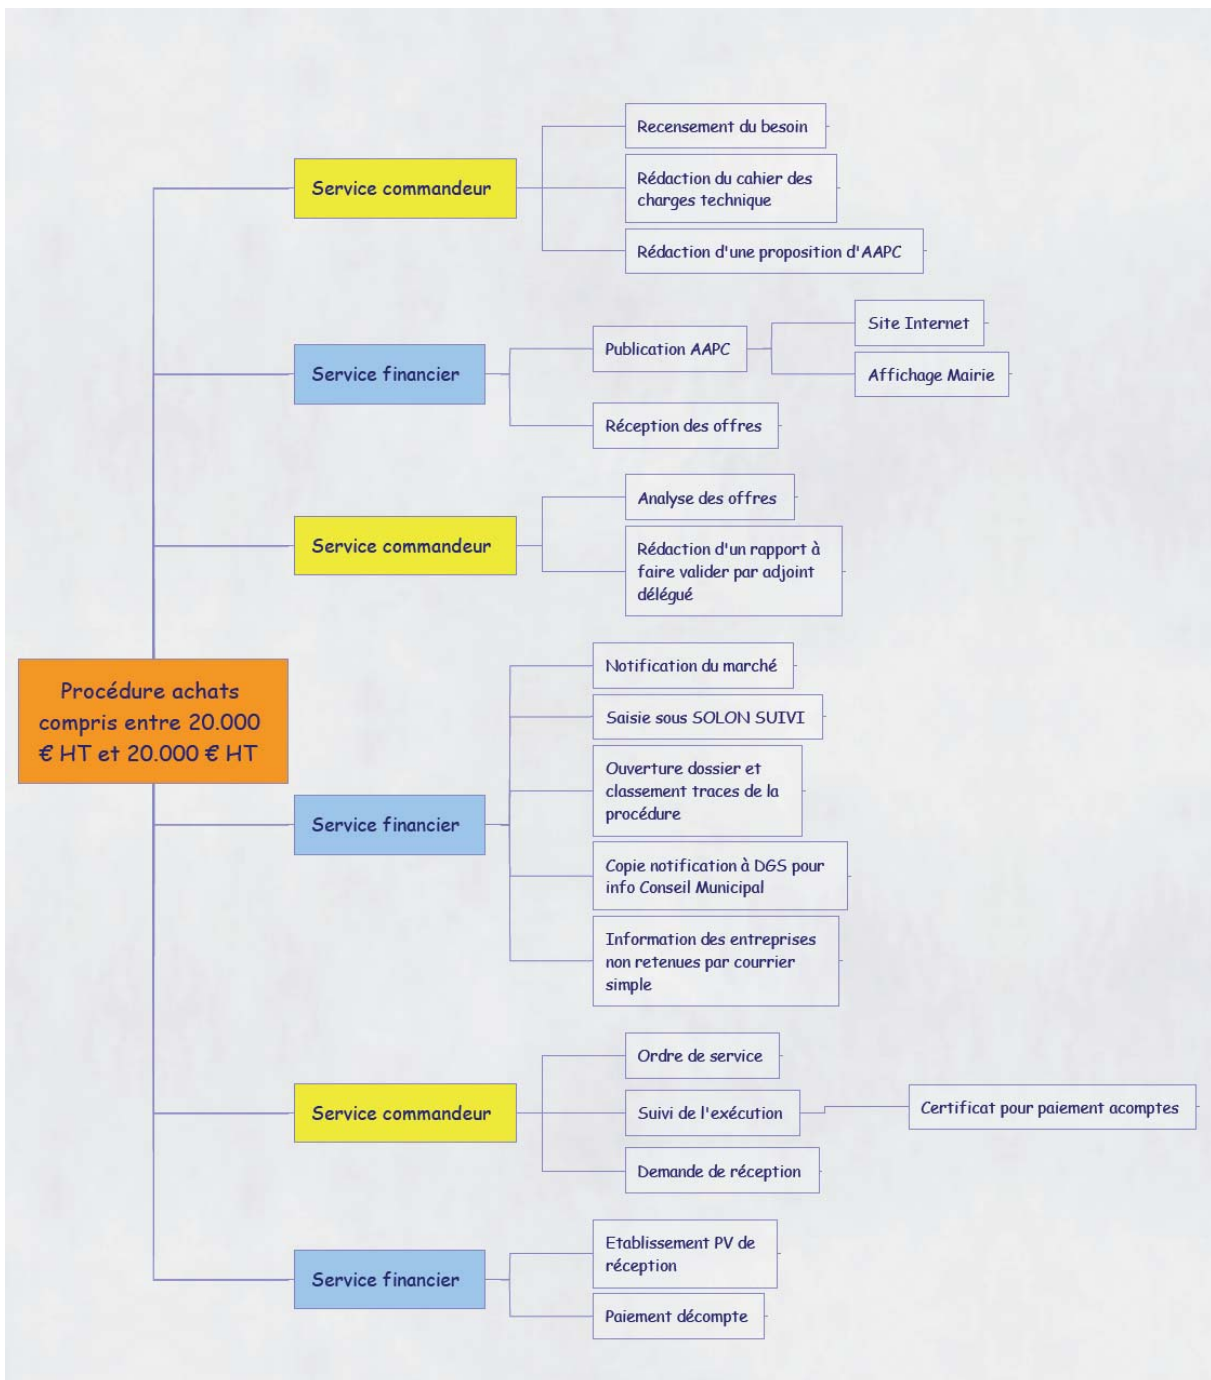 Recensement du besoin
Service commandeur
Rédaction du cahier des
charges technique
Rédaction d'une proposition d'AAPC
Site Internet
Publication AAPC
Service financier
Affichage Mairie
Réception des offres
Analyse des offres
Service commandeur
Rédaction d'un rapport à
faire valider par adjoint
délégué
Procédure achats
compris entre 20.000
€ HT et 20.000 € HT
Notification du marché
Saisie sous SOLON SUIVI
Ouverture dossier et
classement traces de la
procédure
Service financier
Copie notification à DGS pour
info Conseil Municipal
Information des entreprises
non retenues par courrier
simple
Ordre de service
Service commandeur
Suivi de l'exécution
Certificat pour paiement acomptes
Demande de réception
Etablissement PV de
réception
Service financier
Paiement décompte